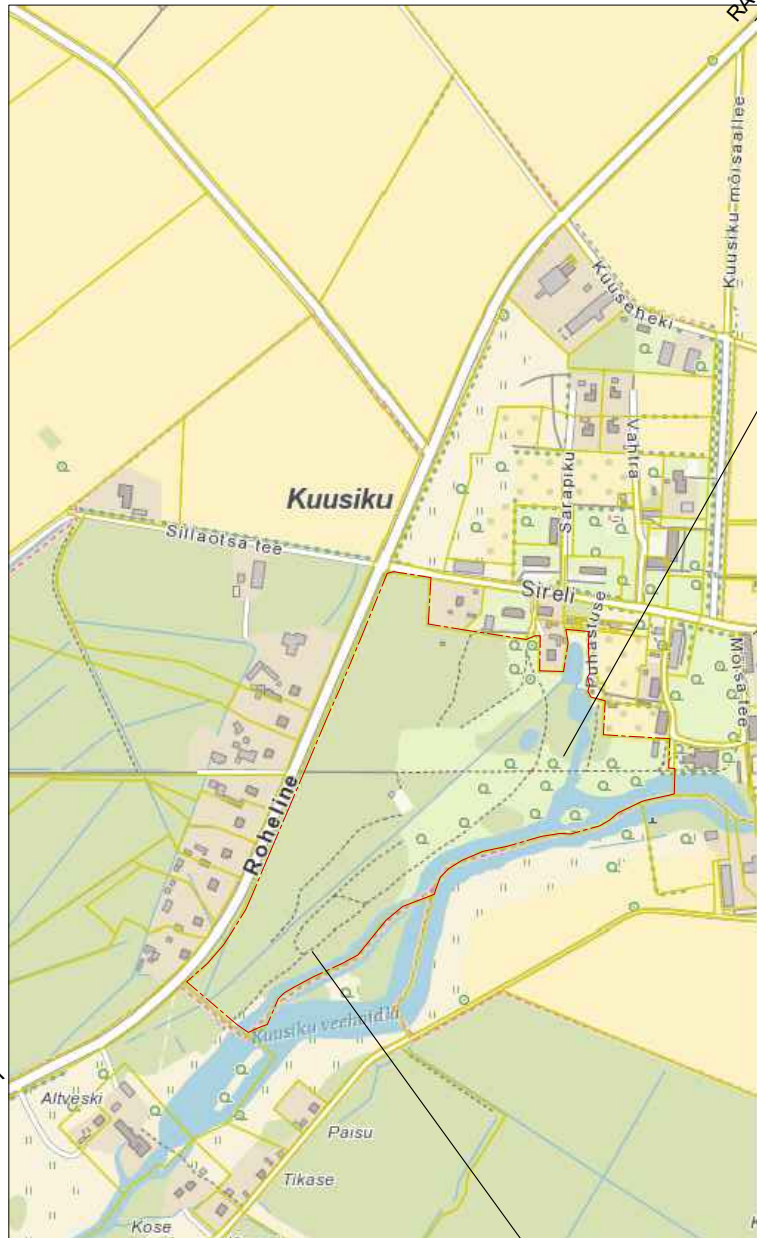 RA
Kuusiku mõisaallee
Kuuseheki
Vahtra
Sarapiku
Kuusiku
Sillaotsa tee
Sireli
Puhastuse
Mõisa tee
Roheline
Kuusiku veehoidla
Altveski
Paisu
Tikase
Kose
K